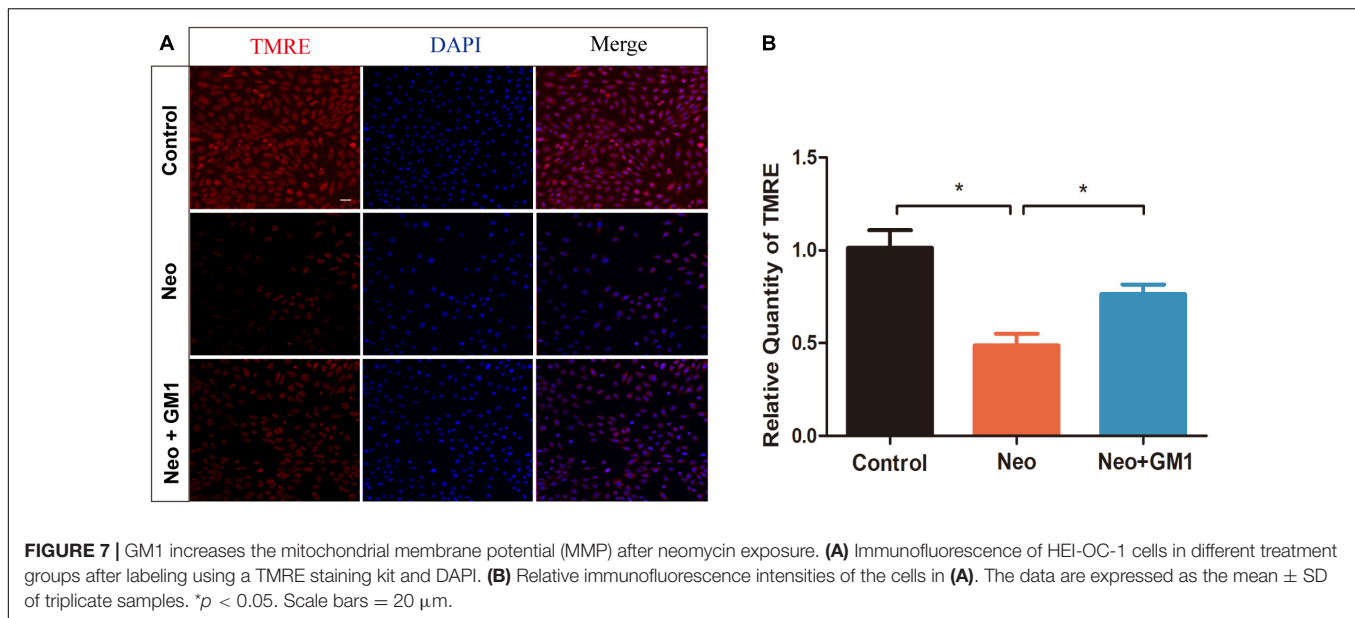 A
TMRE DAPI Merge
Control
Neo
Neo + GM1
B
Relative Quantity of TMRE
1.5
1.0
0.5
0.0
* *
Control Neo Neo+GM1
FIGURE 7 | GM1 increases the mitochondrial membrane potential (MMP) after neomycin exposure. (A) Immunofluorescence of HEI-OC-1 cells in different treatment
groups after labeling using a TMRE staining kit and DAPI. (B) Relative immunofluorescence intensities of the cells in (A). The data are expressed as the mean ± SD
of triplicate samples. *p < 0.05. Scale bars = 20 μm.